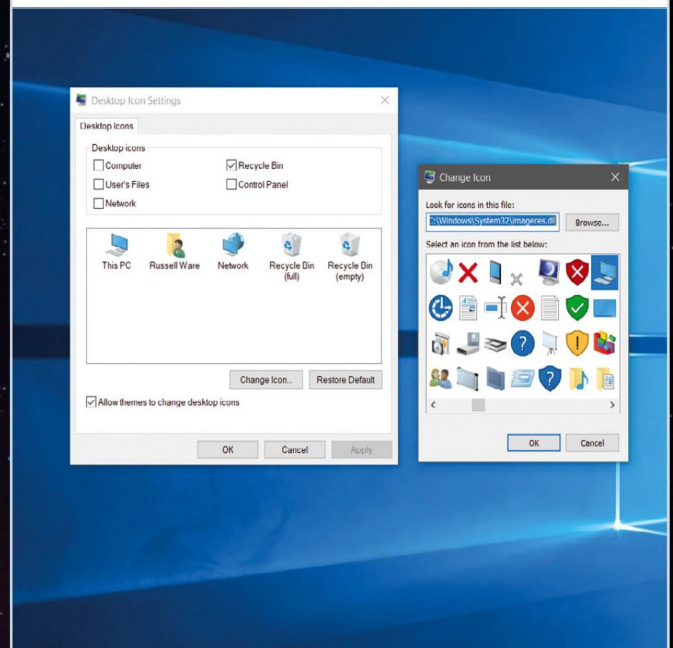 Desktop Icon Settings
Desktop Icons
Desktop icons
Computer
Recycle Bin
User's Files
Control Panel
Network
This PC
Russell Ware
Network
Recycle Bin (full)
Recycle Bin (empty)
Change Icon...
Restore Default
Allow themes to change desktop icons
OK
Cancel
Apply
Change Icon
Look for icons in this file:
:\Windows\System32\imageres.dll
Browse...
Select an icon from the list below:
OK
Cancel